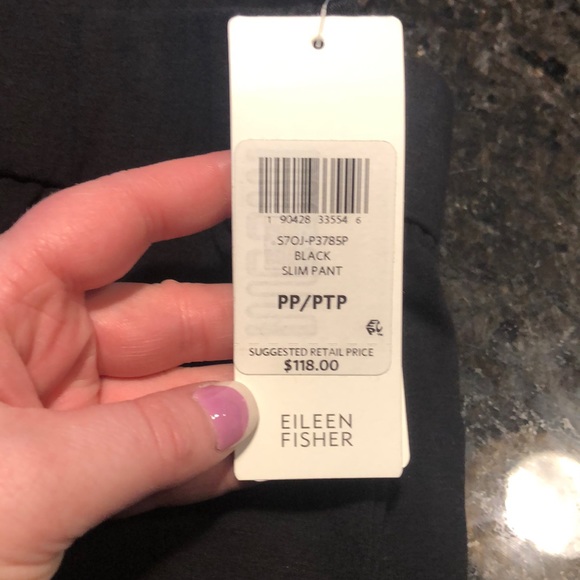 1 90428 33554 6
S7OJ-P3785P
BLACK
SLIM PANT
PP/PTP
SUGGESTED RETAIL PRICE
$118.00
EILEEN
FISHER